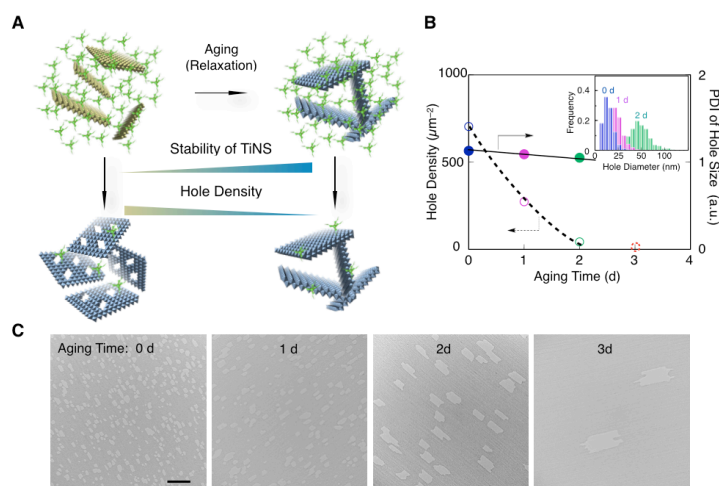 A
Aging
(Relaxation)
Stability of TiNS
Hole Density
B
1000
500
0
Hole Density (μm⁻²)
0 1 2 3 4
Aging Time (d)
2
1
0
PDI of Hole Size (a.u.)
0 d
1 d
2 d
0.4
0.2
0
Frequency
0 25 50 100
Hole Diameter (nm)
C
Aging Time: 0 d
1 d
2d
3d